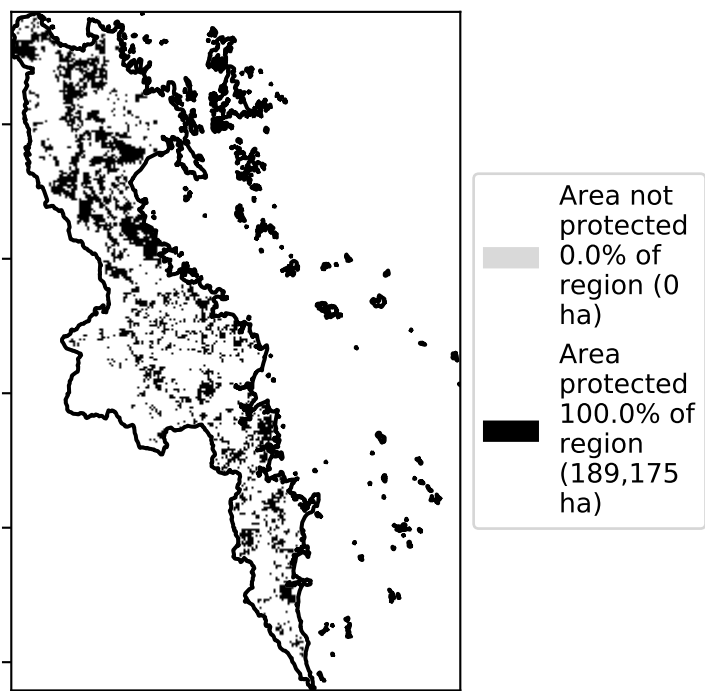 Area not
protected
0.0% of
region (0
ha)
Area
protected
100.0% of
region
(189,175
ha)